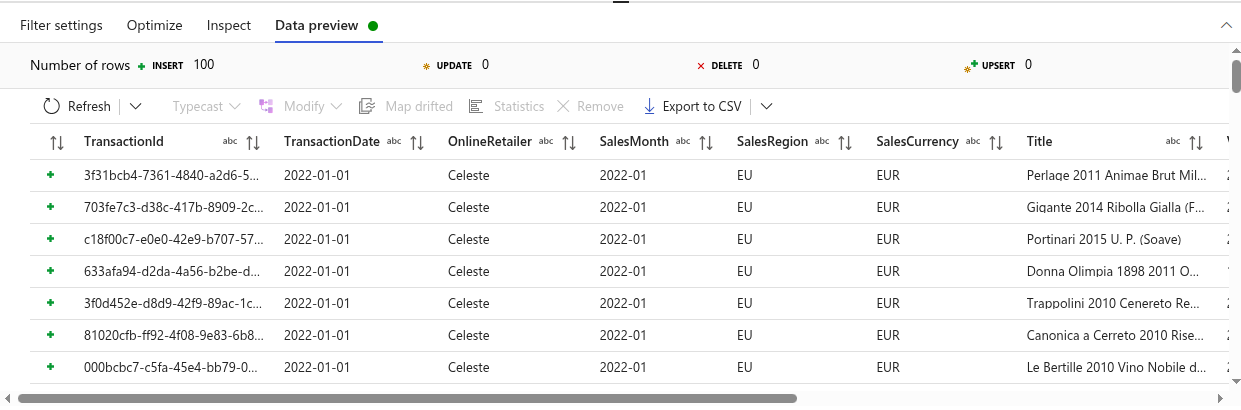 Filter settings Optimize Inspect Data preview
Number of rows INSERT 100 UPDATE 0 DELETE 0 UPSERT 0
Refresh Typecast Modify Map drifted Statistics Remove Export to CSV
TransactionId abc TransactionDate abc OnlineRetailer abc SalesMonth abc SalesRegion abc SalesCurrency abc Title abc
3f31bcb4-7361-4840-a2d6-5... 2022-01-01 Celeste 2022-01 EU EUR Perlage 2011 Animae Brut Mil...
703fe7c3-d38c-417b-8909-2c... 2022-01-01 Celeste 2022-01 EU EUR Gigante 2014 Ribolla Gialla (F...
c18f00c7-e0e0-42e9-b707-57... 2022-01-01 Celeste 2022-01 EU EUR Portinari 2015 U. P. (Soave)
633afa94-d2da-4a56-b2be-d... 2022-01-01 Celeste 2022-01 EU EUR Donna Olimpia 1898 2011 O...
3f0d452e-d8d9-42f9-89ac-1c... 2022-01-01 Celeste 2022-01 EU EUR Trappolini 2010 Cenereto Re...
81020cfb-ff92-4f08-9e83-6b8... 2022-01-01 Celeste 2022-01 EU EUR Canonica a Cerreto 2010 Rise...
000bcbc7-c5fa-45e4-bb79-0... 2022-01-01 Celeste 2022-01 EU EUR Le Bertille 2010 Vino Nobile d...